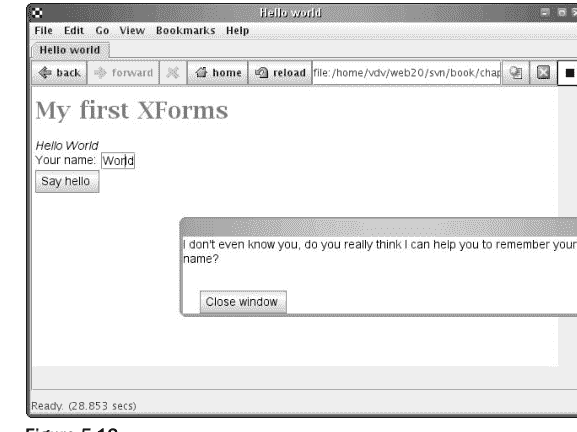 Hello world
File Edit Go View Bookmarks Help
Hello world
back forward home reload file:/home/vdv/web20/svn/book/chap
My first XForms
Hello World
Your name: World
Say hello
I don't even know you, do you really think I can help you to remember your
name?
Close window
Ready. (28.853 secs)